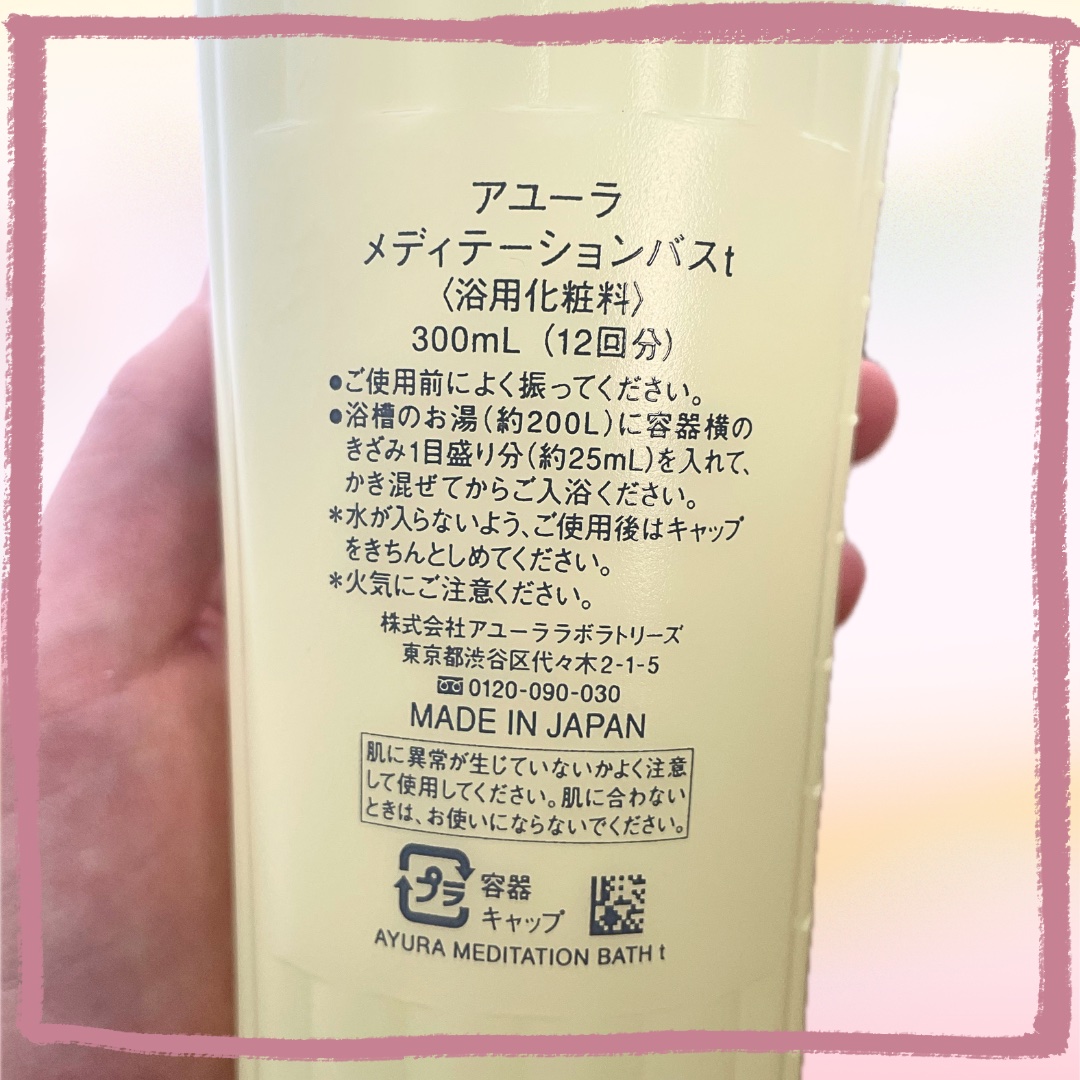 アユーラ
メディテーションバスt
〈浴用化粧料〉
300mL（12回分）
●ご使用前によく振ってください。
●浴槽のお湯(約200L)に容器横の
きざみ1目盛り分(約25mL)を入れて、
かき混ぜてからご入浴ください。
*水が入らないよう、ご使用後はキャップ
をきちんとしめてください。
*火気にご注意ください。
株式会社アユーララボラトリーズ
東京都渋谷区代々木2-1-5
0120-090-030
MADE IN JAPAN
肌に異常が生じていないかよく注意
して使用してください。肌に合わない
ときは、お使いにならないでください。
プラ 容器
キャップ
AYURA MEDITATION BATH t